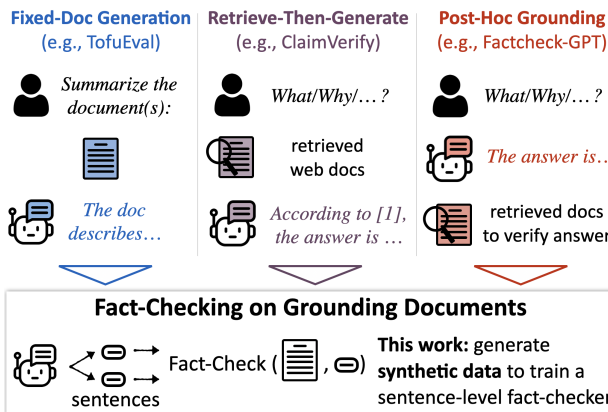 Fixed-Doc Generation
(e.g., TofuEval)
Summarize the
document(s):
The doc
describes…
Retrieve-Then-Generate
(e.g., ClaimVerify)
What/Why/… ?
retrieved
web docs
According to [1],
the answer is …
Post-Hoc Grounding
(e.g., Factcheck-GPT)
What/Why/… ?
The answer is…
retrieved docs
to verify answer
Fact-Checking on Grounding Documents
sentences
Fact-Check ( , )
This work: generate
synthetic data to train a
sentence-level fact-checker